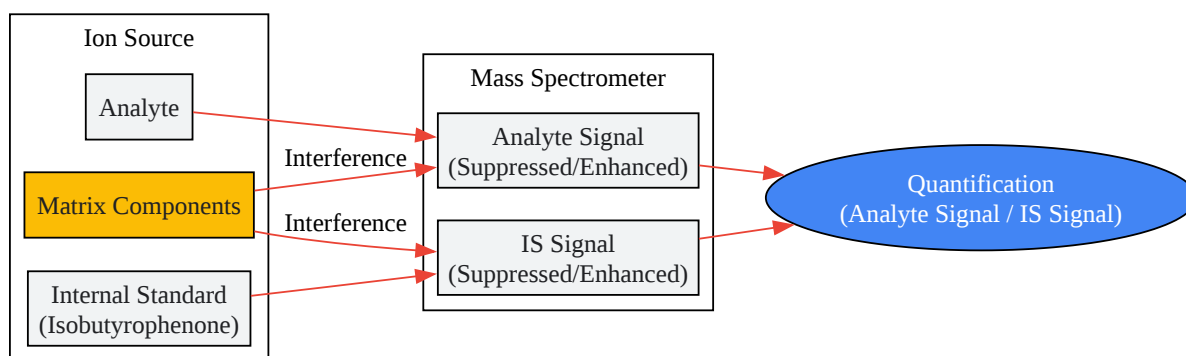 Ion Source
Analyte
Matrix Components
Internal Standard
(Isobutyrophenone)
Interference
Interference
Mass Spectrometer
Analyte Signal
(Suppressed/Enhanced)
IS Signal
(Suppressed/Enhanced)
Quantification
(Analyte Signal / IS Signal)